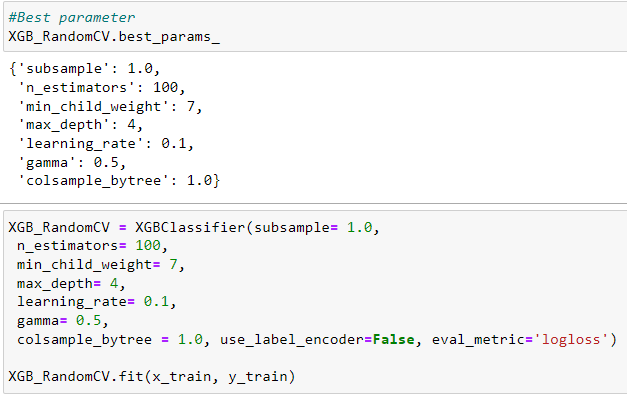 #Best parameter
XGB_RandomCV.best_params_
{'subsample': 1.0,
 'n_estimators': 100,
 'min_child_weight': 7,
 'max_depth': 4,
 'learning_rate': 0.1,
 'gamma': 0.5,
 'colsample_bytree': 1.0}
XGB_RandomCV = XGBClassifier(subsample= 1.0,
 n_estimators= 100,
 min_child_weight= 7,
 max_depth= 4,
 learning_rate= 0.1,
 gamma= 0.5,
 colsample_bytree = 1.0, use_label_encoder=False, eval_metric='logloss')
XGB_RandomCV.fit(x_train, y_train)